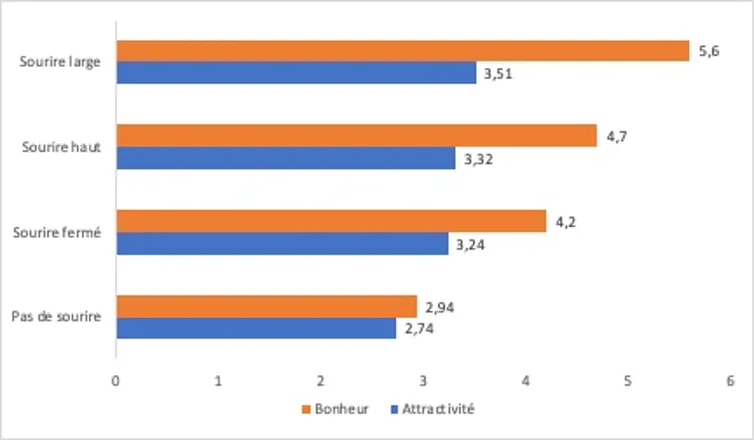 Sourire large
5,6
3,51
Sourire haut
4,7
3,32
Sourire fermé
4,2
3,24
Pas de sourire
2,94
2,74
0 1 2 3 4 5 6
Bonheur Attractivité